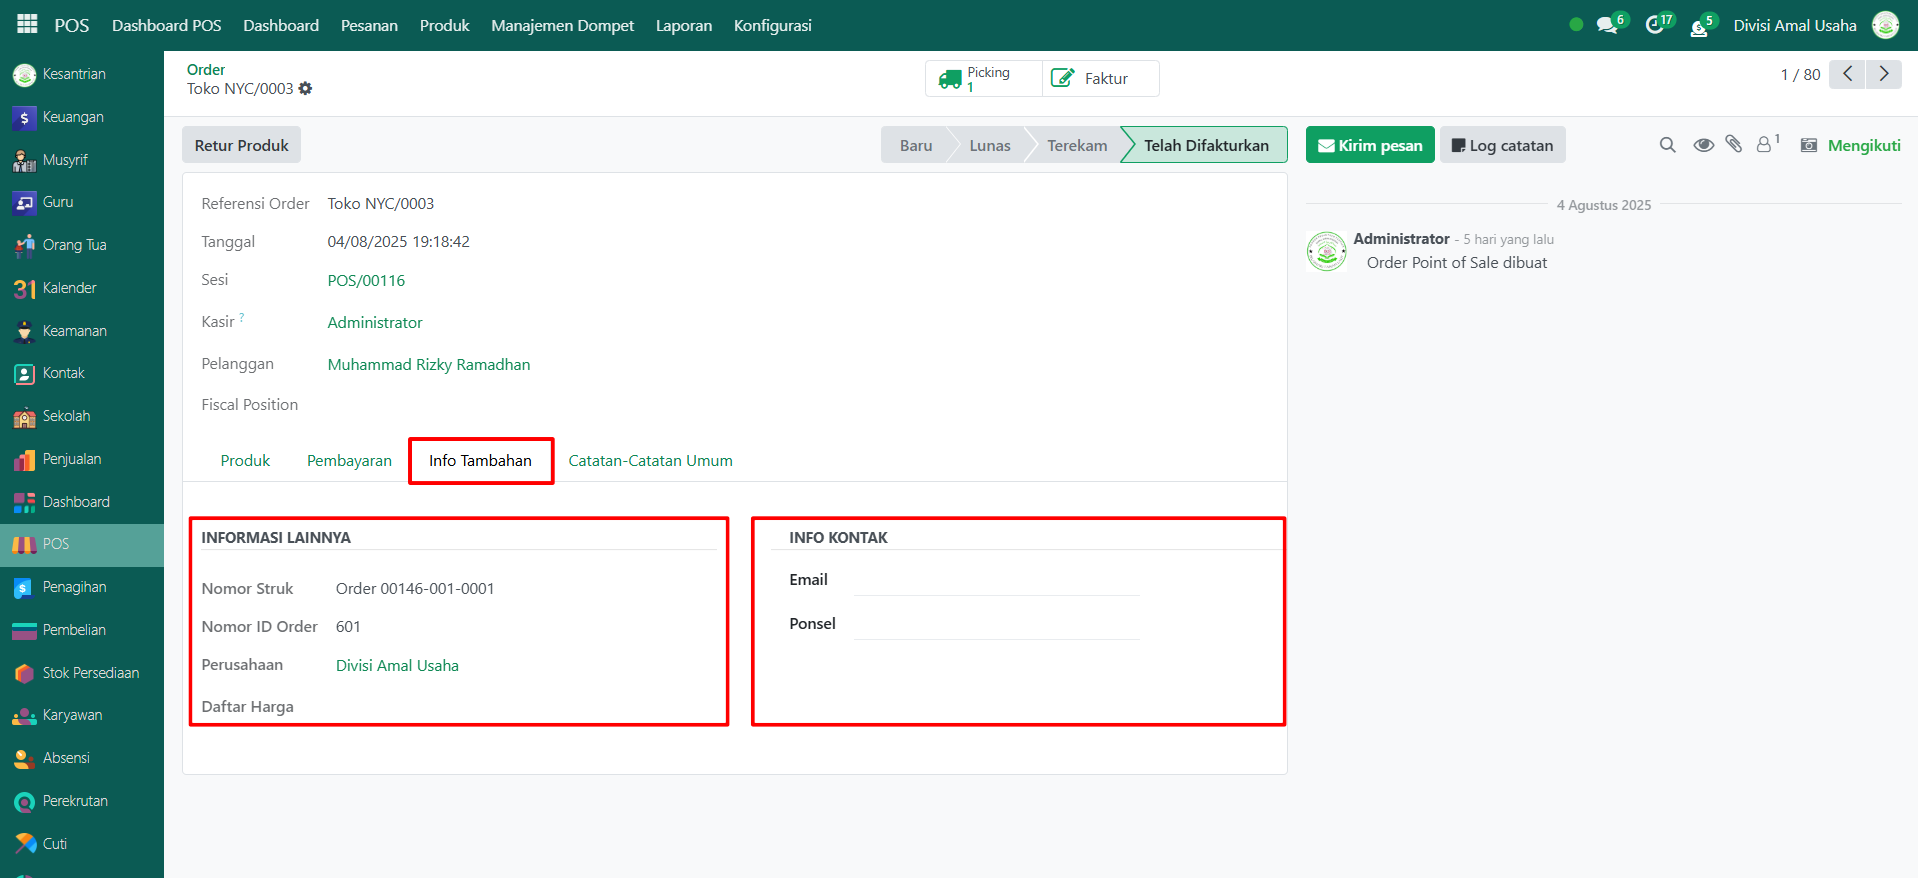 POS Dashboard POS Dashboard Pesanan Produk Manajemen Dompet Laporan Konfigurasi 6 17 5 Divisi Amal Usaha
Kesantrian
Keuangan
Musyrif
Guru
Orang Tua
31 Kalender
Keamanan
Kontak
Sekolah
Penjualan
Dashboard
POS
Penagihan
Pembelian
Stok Persediaan
Karyawan
Absensi
Perekrutan
Cuti
Order
Toko NYC/0003
Picking
1
Faktur
1 / 80
Retur Produk
Baru Lunas Terekam Telah Difakturkan
Kirim pesan Log catatan 1 Mengikuti
Referensi Order Toko NYC/0003
Tanggal 04/08/2025 19:18:42
Sesi POS/00116
Kasir ? Administrator
Pelanggan Muhammad Rizky Ramadhan
Fiscal Position
Produk Pembayaran Info Tambahan Catatan-Catatan Umum
INFORMASI LAINNYA
Nomor Struk Order 00146-001-0001
Nomor ID Order 601
Perusahaan Divisi Amal Usaha
Daftar Harga
INFO KONTAK
Email
Ponsel
4 Agustus 2025
Administrator - 5 hari yang lalu
Order Point of Sale dibuat